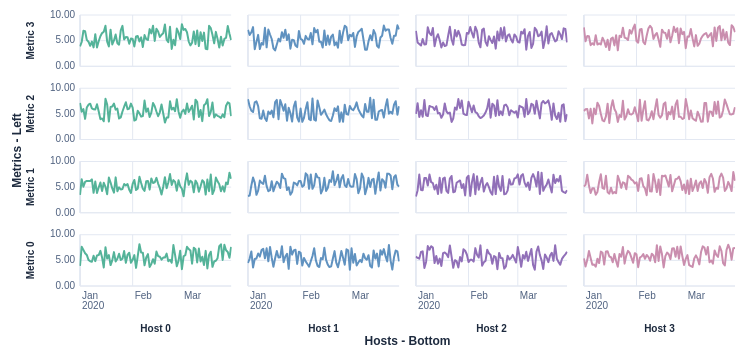 Metrics - Left
Metric 3
10.00
5.00
0.00
Metric 2
10.00
5.00
0.00
Metric 1
10.00
5.00
0.00
Metric 0
10.00
5.00
0.00
Jan Feb Mar
2020
Jan Feb Mar
2020
Jan Feb Mar
2020
Jan Feb Mar
2020
Host 0 Host 1 Host 2 Host 3
Hosts - Bottom